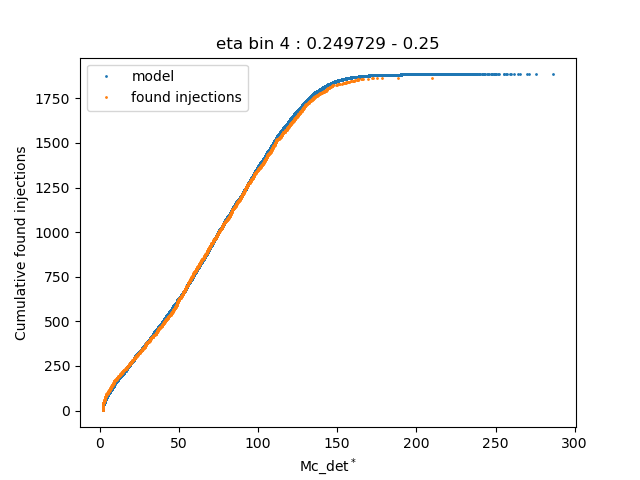 eta bin 4 : 0.249729 - 0.25
model
found injections
Cumulative found injections
1750
1500
1250
1000
750
500
250
0
0 50 100 150 200 250 300
Mc_det*